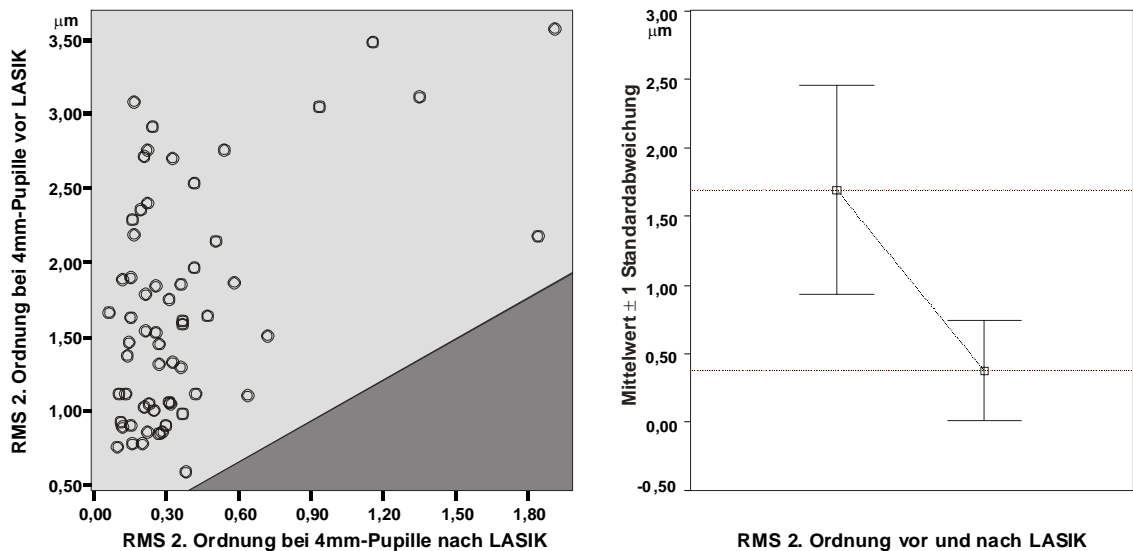 µm
3,50
3,00
2,50
2,00
1,50
1,00
0,50
RMS 2. Ordnung bei 4mm-Pupille vor LASIK
0,00 0,30 0,60 0,90 1,20 1,50 1,80
RMS 2. Ordnung bei 4mm-Pupille nach LASIK
3,00
µm
2,50
2,00
1,50
1,00
0,50
0,00
-0,50
Mittelwert ± 1 Standardabweichung
RMS 2. Ordnung vor und nach LASIK